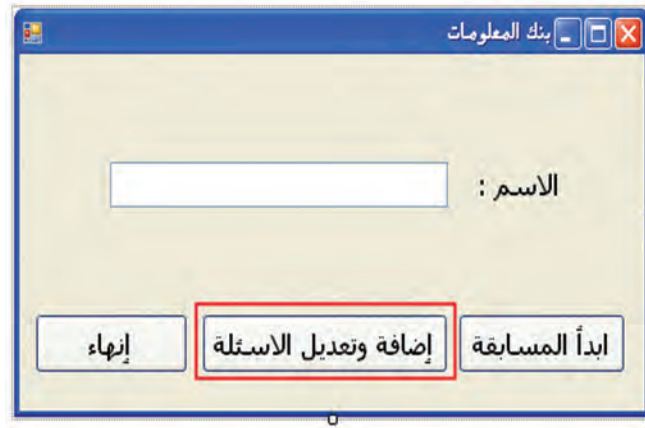 بنك المعلومات
الاسم :
ابدأ المسابقة
إضافة وتعديل الاسئلة
إنهاء